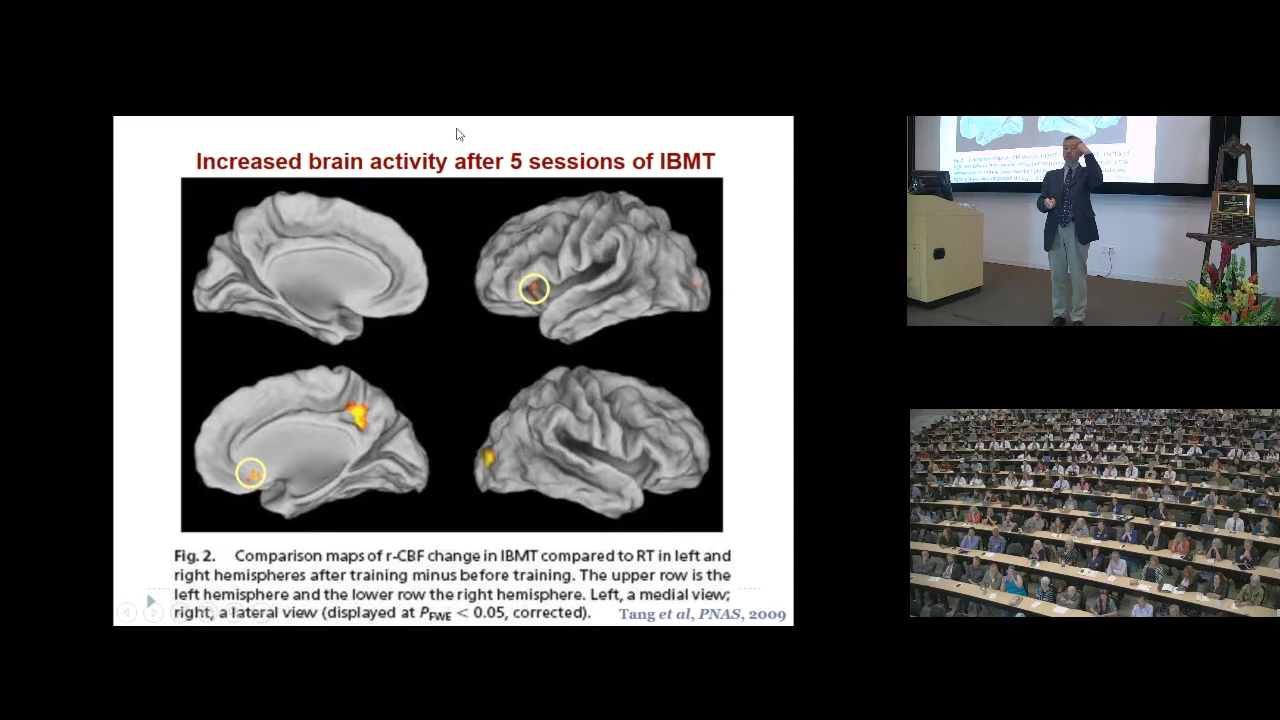 Increased brain activity after 5 sessions of IBMT
Fig. 2. Comparison maps of r-CBF change in IBMT compared to RT in left and
right hemispheres after training minus before training. The upper row is the
left hemisphere and the lower row the right hemisphere. Left, a medial view;
right, a lateral view (displayed at PFWE < 0.05, corrected).
Tang et al, PNAS, 2009